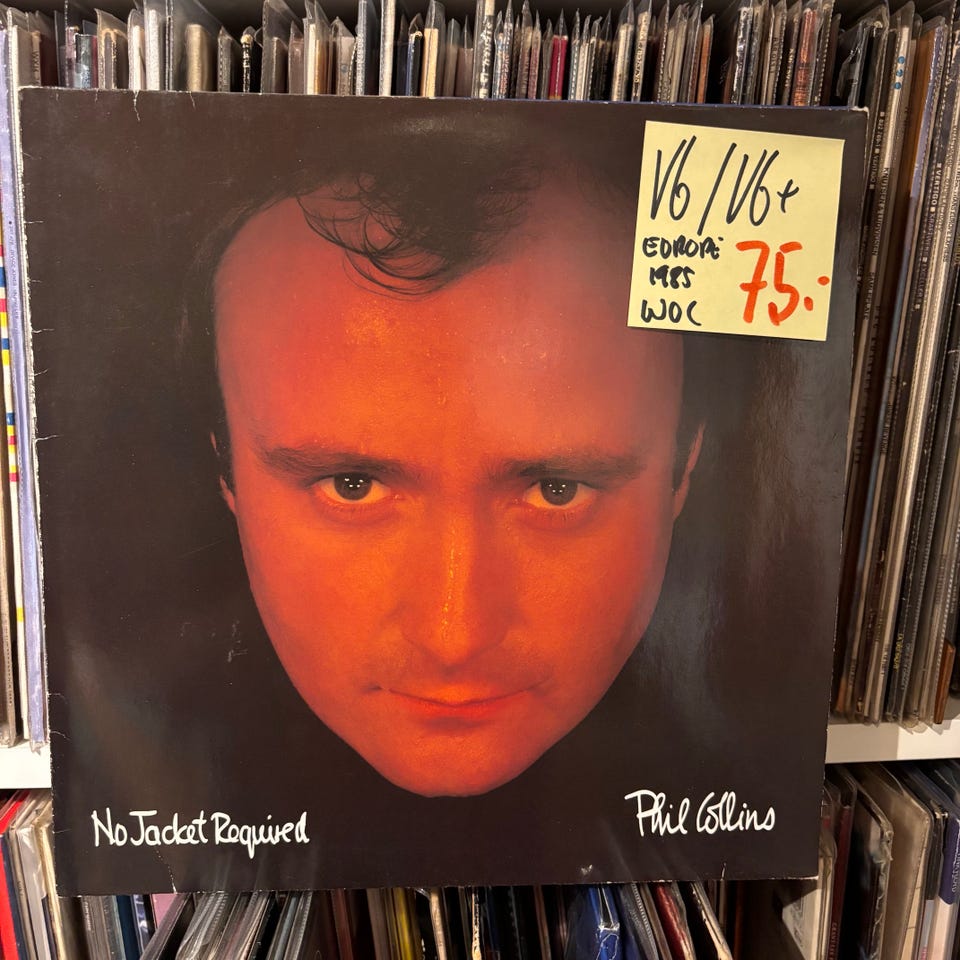 VG/VG+
EUROPE
1985
WOC
75.-
No Jacket Required
Phil Collins